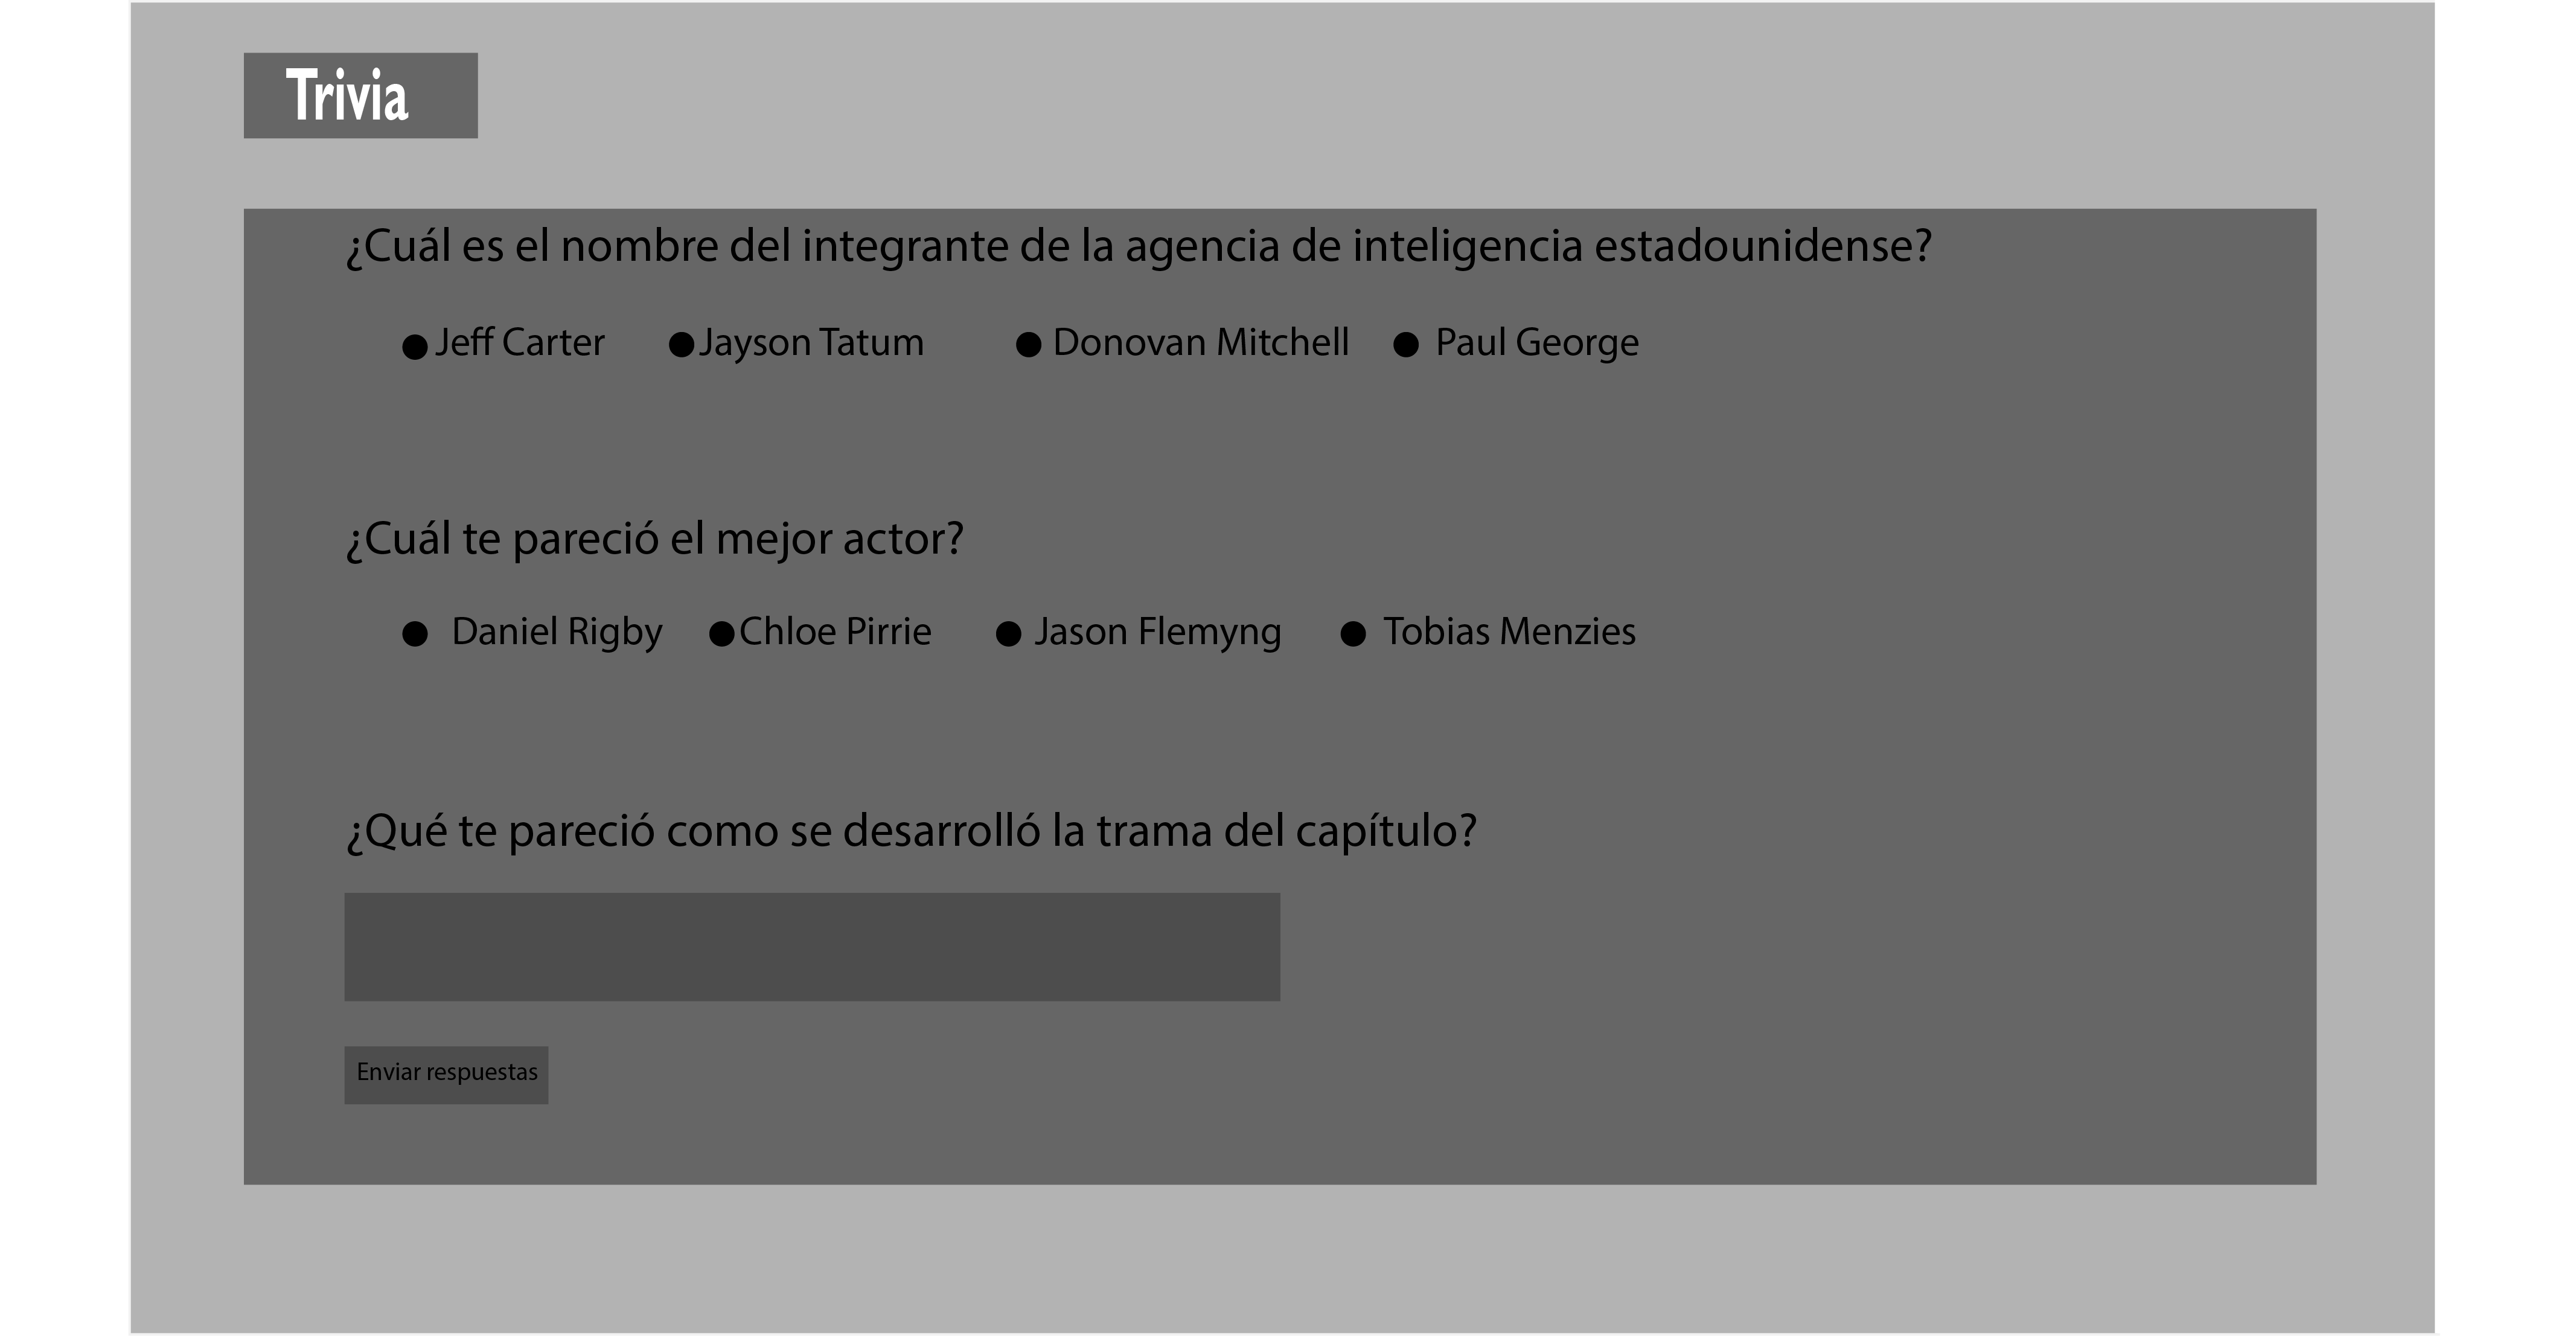 Trivia
¿Cuál es el nombre del integrante de la agencia de inteligencia estadounidense?
Jeff Carter Jayson Tatum Donovan Mitchell Paul George
¿Cuál te pareció el mejor actor?
Daniel Rigby Chloe Pirrie Jason Flemyng Tobias Menzies
¿Qué te pareció como se desarrolló la trama del capítulo?
Enviar respuestas